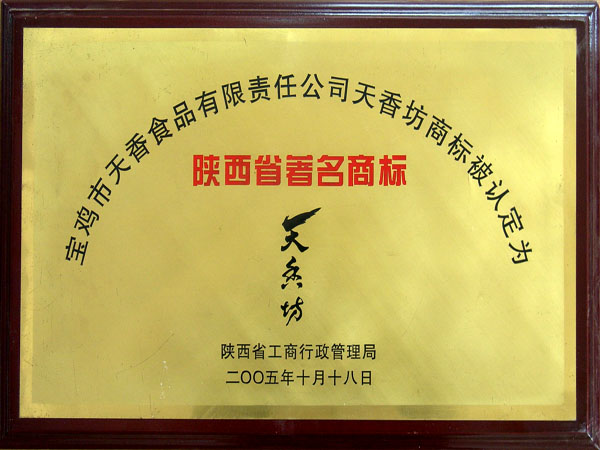 宝鸡市天香食品有限责任公司天香坊商标被认定为
陕西省著名商标
天香坊
陕西省工商行政管理局
二〇〇五年十月十八日